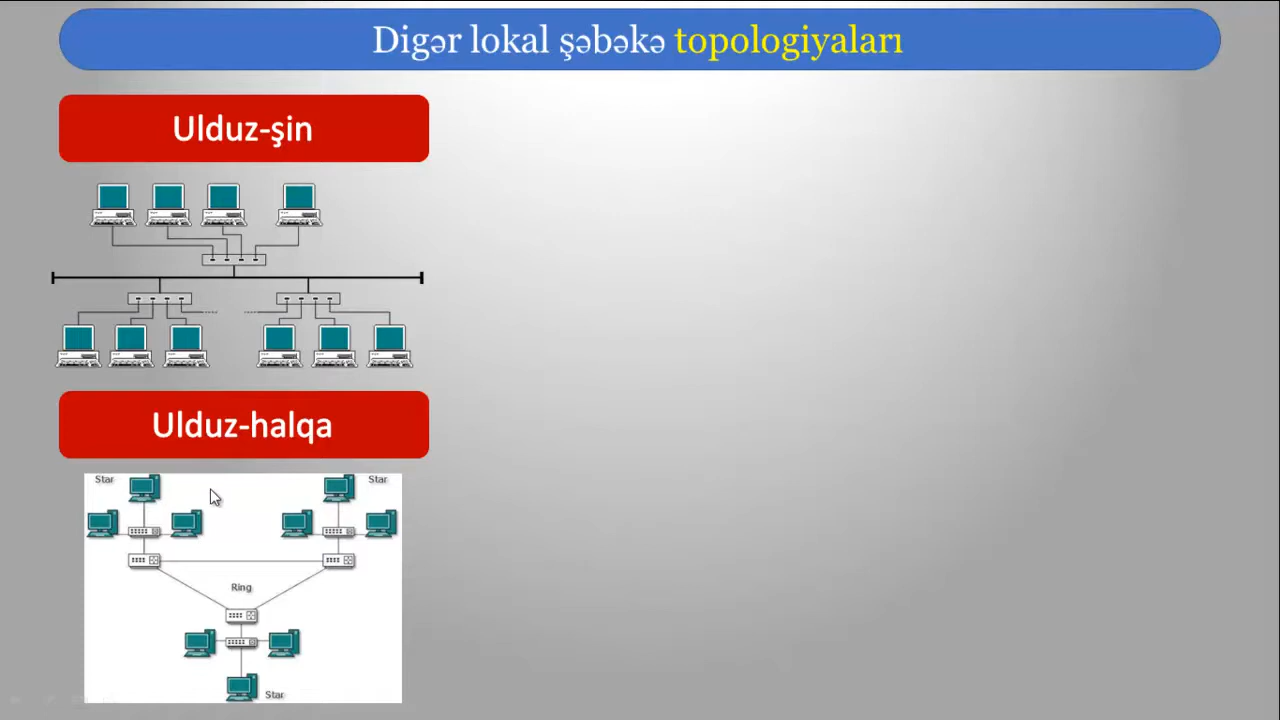 Digər lokal şəbəkə topologiyaları
Ulduz-şin
Ulduz-halqa
Star
Star
Ring
Star